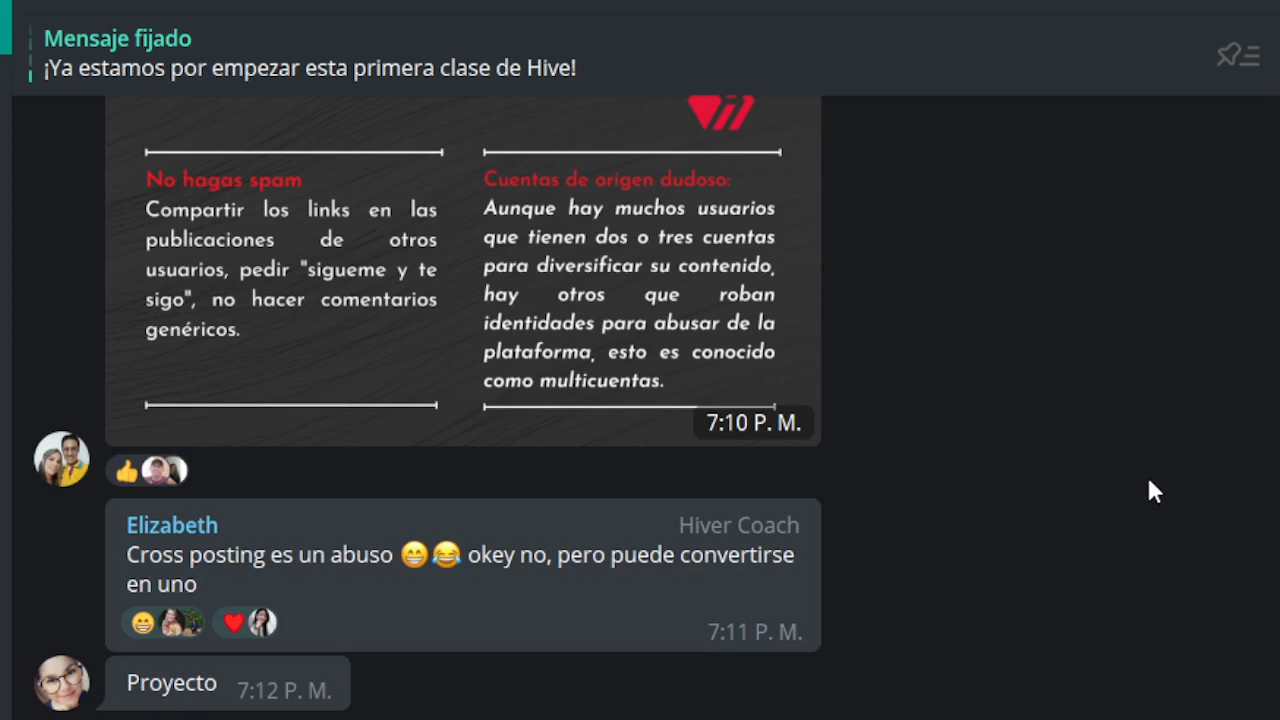 Mensaje fijado
¡Ya estamos por empezar esta primera clase de Hive!
No hagas spam
Compartir los links en las
publicaciones de otros
usuarios, pedir "sigueme y te
sigo", no hacer comentarios
genéricos.
Cuentas de origen dudoso:
Aunque hay muchos usuarios
que tienen dos o tres cuentas
para diversificar su contenido,
hay otros que roban
identidades para abusar de la
plataforma, esto es conocido
como multicuentas.
7:10 P. M.
Elizabeth
Hiver Coach
Cross posting es un abuso 😁😂 okey no, pero puede convertirse
en uno
7:11 P. M.
Proyecto
7:12 P. M.